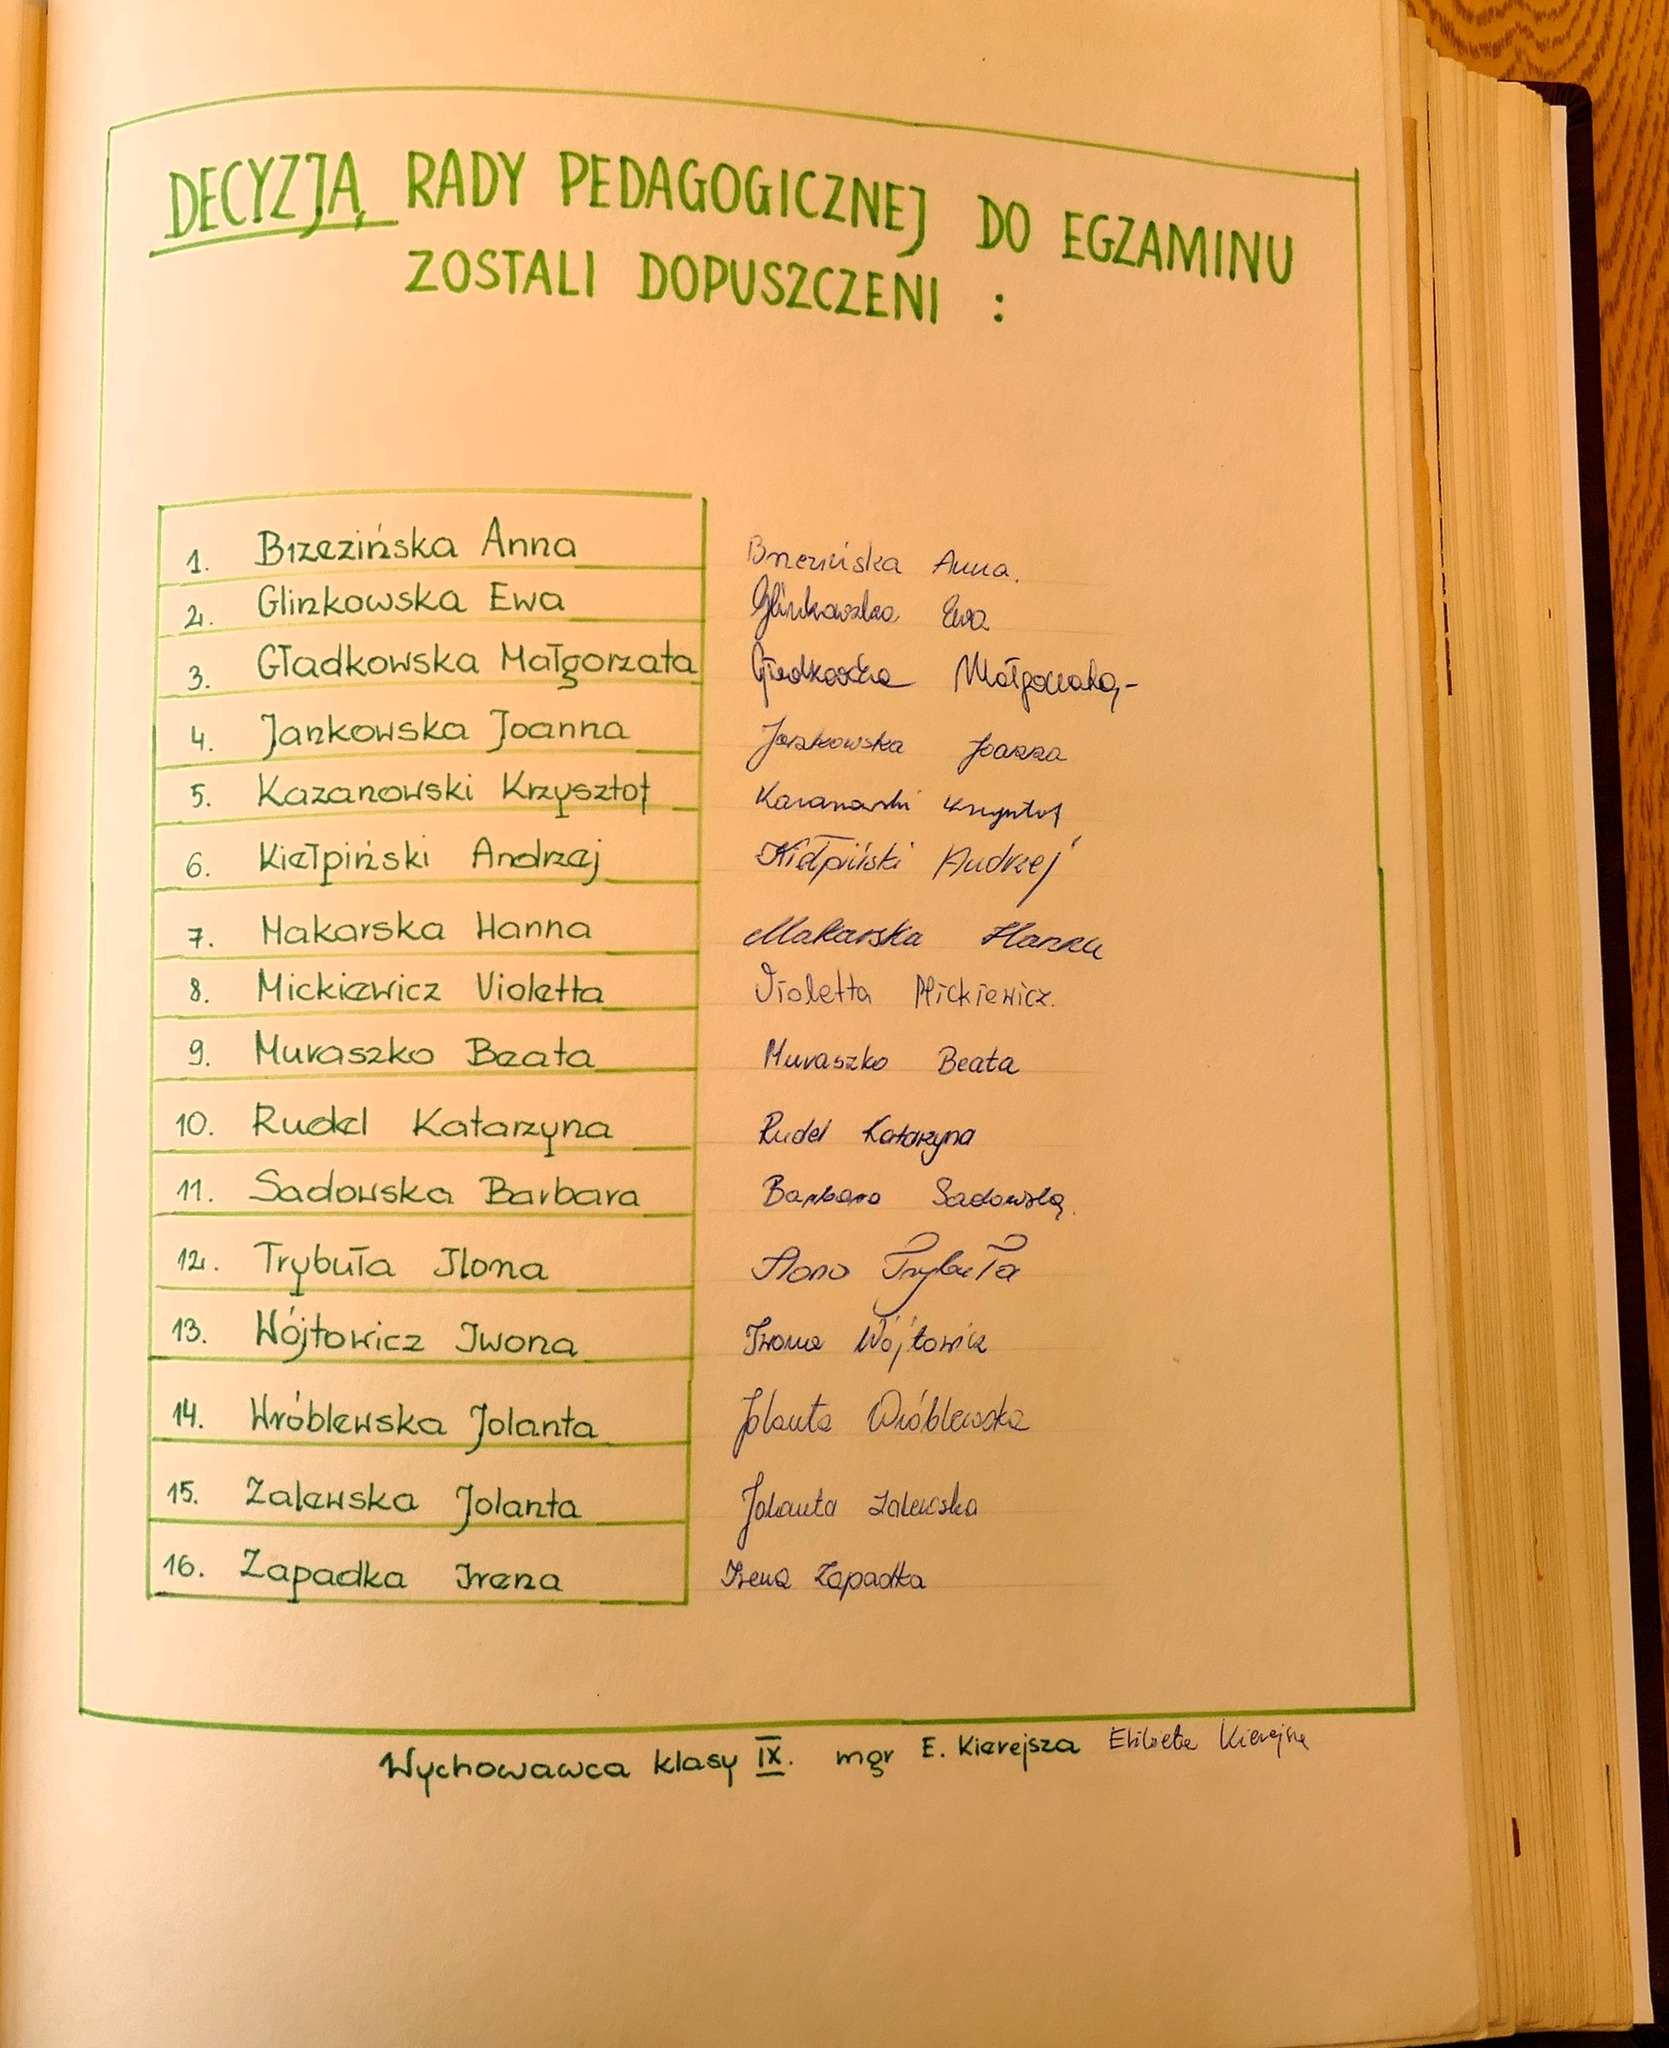 DECYZJĄ RADY PEDAGOGICZNEJ DO EGZAMINU
ZOSTALI DOPUSZCZENI :
1. Brzezińska Anna Brzezińska Anna.
2. Glinkowska Ewa Glinkowska Ewa
3. Gładkowska Małgorzata Gładkowska Małgorzata
4. Jankowska Joanna Jankowska Joanna
5. Kazanowski Krzysztof Kazanowski Krzysztof
6. Kiełpiński Andrzej Kiełpiński Andrzej
7. Makarska Hanna Makarska Hanna
8. Mickiewicz Violetta Violetta Mickiewicz.
9. Muraszko Beata Muraszko Beata
10. Rudel Katarzyna Rudel Katarzyna
11. Sadowska Barbara Barbara Sadowska
12. Trybuła Ilona Ilona Trybuła
13. Wójtowicz Iwona Iwona Wójtowicz
14. Wróblewska Jolanta Jolanta Wróblewska
15. Zalewska Jolanta Jolanta Zalewska
16. Zapadka Irena Irena Zapadka
Wychowawca klasy IX. mgr E. Kierejsza Elżbieta Kierejsza